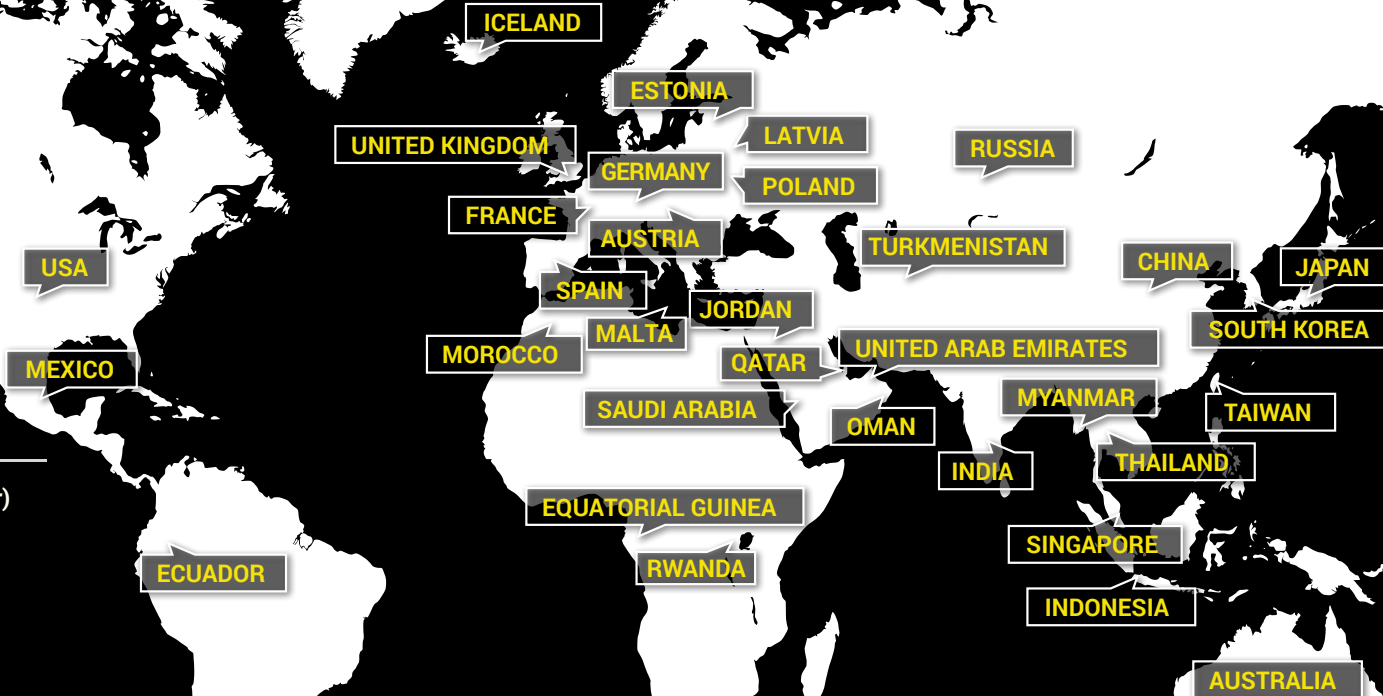 ICELAND
ESTONIA
LATVIA
UNITED KINGDOM
RUSSIA
GERMANY
POLAND
FRANCE
AUSTRIA
TURKMENISTAN
CHINA
USA
JAPAN
SPAIN
JORDAN
MALTA
SOUTH KOREA
MOROCCO
UNITED ARAB EMIRATES
QATAR
MEXICO
MYANMAR
SAUDI ARABIA
TAIWAN
OMAN
THAILAND
INDIA
)
EQUATORIAL GUINEA
SINGAPORE
RWANDA
ECUADOR
INDONESIA
AUSTRALIA